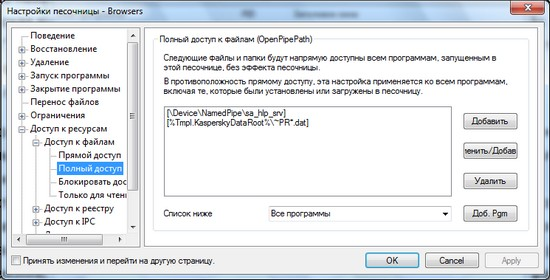 Настройки песочницы - Browsers
Поведение
Восстановление
Удаление
Запуск программы
Закрытие программы
Перенос файлов
Ограничения
Доступ к ресурсам
Доступ к файлам
Прямой доступ
Полный доступ
Блокировать дос
Только для чтен
Доступ к реестру
Доступ к IPC
Полный доступ к файлам (OpenPipePath)
Следующие файлы и папки будут напрямую доступны всем программам, запущенным в
этой песочнице, без эффекта песочницы.
В противоположность прямому доступу, эта настройка применяется ко всем программам,
включая те, которые были установлены или загружены в песочницу.
[\Device\NamedPipe\sa_hlp_srv]
[%Tmpl.KasperskyDataRoot%\~PR*.dat]
Добавить
ленить/Добав
Удалить
Список ниже
Все программы
Доб. Pgm
Принять изменения и перейти на другую страницу.
OK
Cancel
Apply